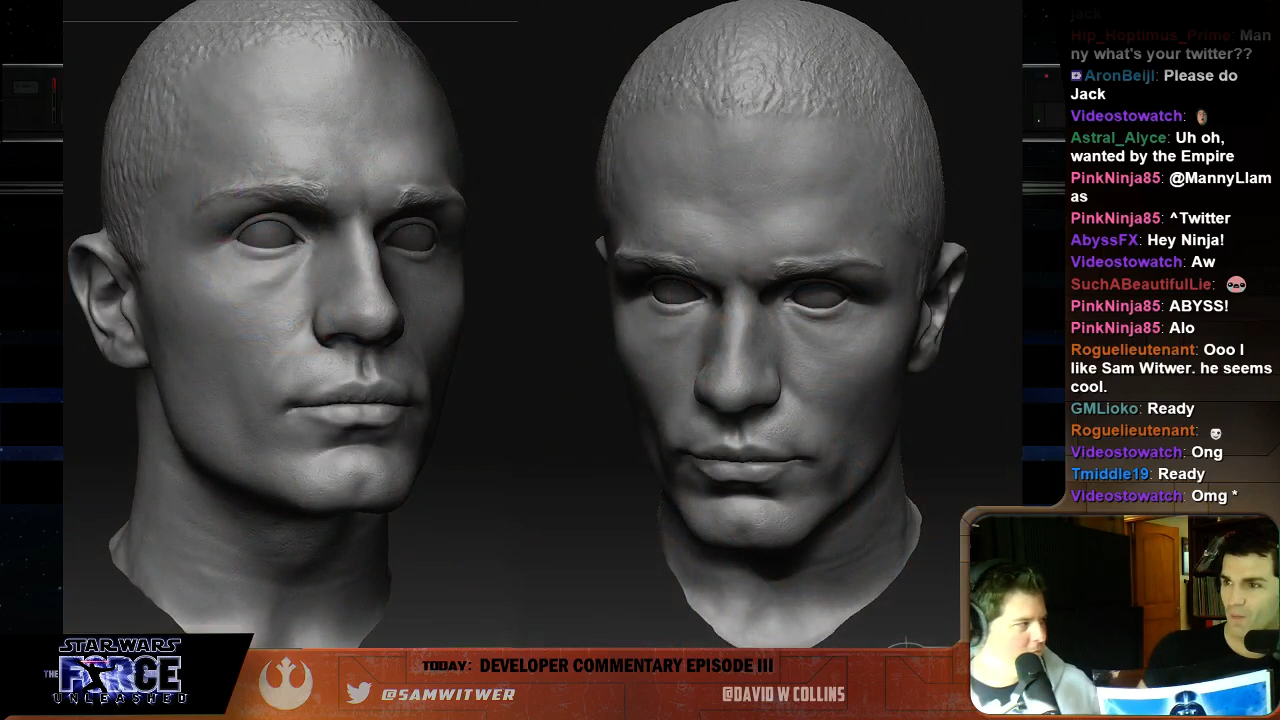 jack
Hip_Hoptimus_Prime: Man
ny what's your twitter??
AronBeijl: Please do
Jack
Videostowatch:
Astral_Alyce: Uh oh,
wanted by the Empire
PinkNinja85: @MannyLlam
as
PinkNinja85: ^Twitter
AbyssFX: Hey Ninja!
Videostowatch: Aw
SuchABeautifulLie:
PinkNinja85: ABYSS!
PinkNinja85: Alo
Roguelieutenant: Ooo I
like Sam Witwer. he seems
cool.
GMLioko: Ready
Roguelieutenant:
Videostowatch: Ong
Tmiddle19: Ready
Videostowatch: Omg *
STAR WARS
THE FORCE
UNLEASHED
TODAY: DEVELOPER COMMENTARY EPISODE III
@SAMWITWER
@DAVID W COLLINS